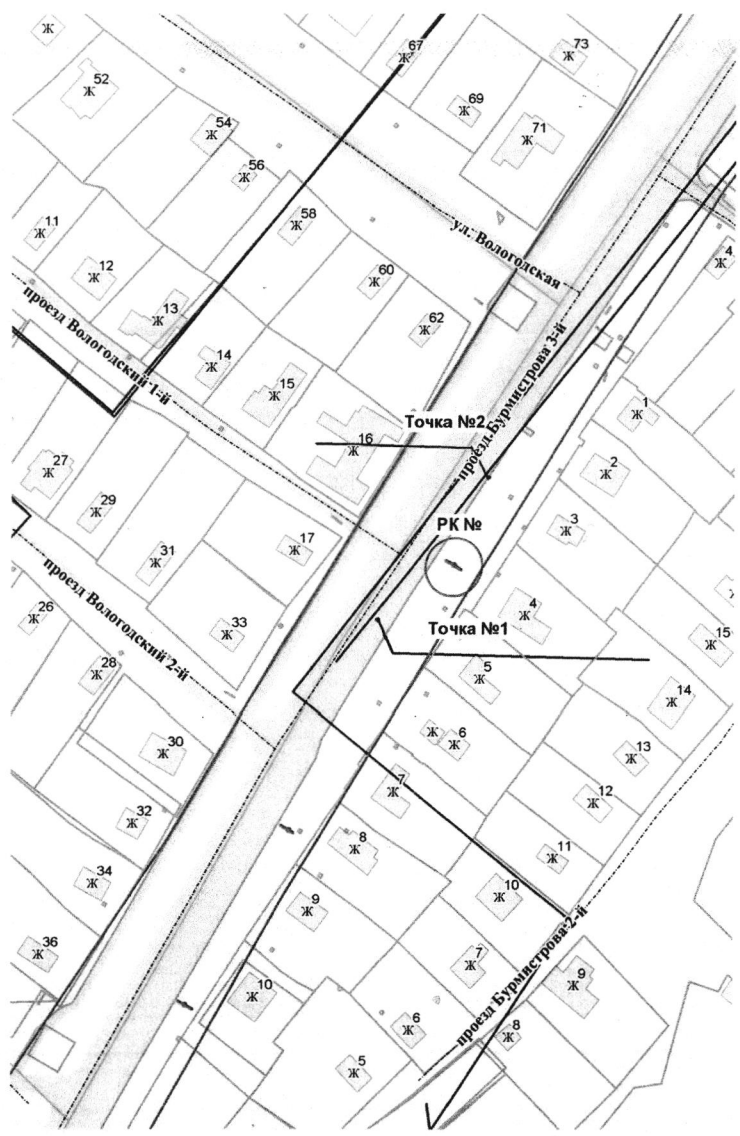 Ж
67
73
Ж
Ж
52
Ж
69
Ж
71
Ж
54
Ж
56
Ж
58
Ж
ул. Вологодская
4
Ж
11
Ж
12
Ж
60
Ж
13
Ж
62
Ж
проезд Вологодский 1-й
14
Ж
15
Ж
проезд Бурмистрова 3-й
1
Ж
Точка №2
16
Ж
27
Ж
2
Ж
29
Ж
3
Ж
РК №
17
Ж
31
Ж
проезд Вологодский 2-й
26
Ж
33
Ж
4
Ж
Точка №1
15
Ж
28
Ж
5
Ж
14
Ж
30
Ж
Ж
6
Ж
13
Ж
7
Ж
12
Ж
32
Ж
8
Ж
11
Ж
34
Ж
9
Ж
10
Ж
36
Ж
7
Ж
проезд Бурмистрова 2-й
9
Ж
10
Ж
6
Ж
8
Ж
5
Ж